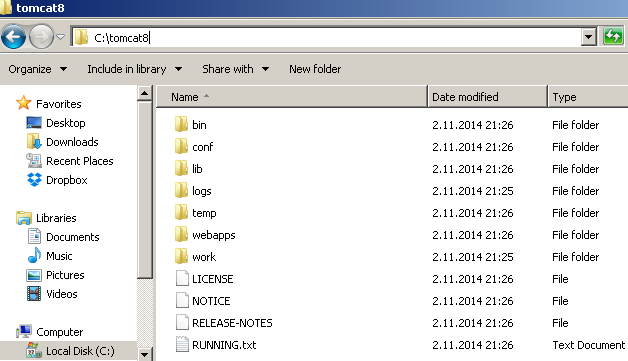 tomcat8
C:\tomcat8
Organize Include in library Share with New folder
Favorites
Desktop
Downloads
Recent Places
Dropbox
Libraries
Documents
Music
Pictures
Videos
Computer
Local Disk (C:)
Name Date modified Type
bin 2.11.2014 21:26 File folder
conf 2.11.2014 21:26 File folder
lib 2.11.2014 21:26 File folder
logs 2.11.2014 21:25 File folder
temp 2.11.2014 21:26 File folder
webapps 2.11.2014 21:26 File folder
work 2.11.2014 21:25 File folder
LICENSE 2.11.2014 21:26 File
NOTICE 2.11.2014 21:26 File
RELEASE-NOTES 2.11.2014 21:26 File
RUNNING.txt 2.11.2014 21:26 Text Document